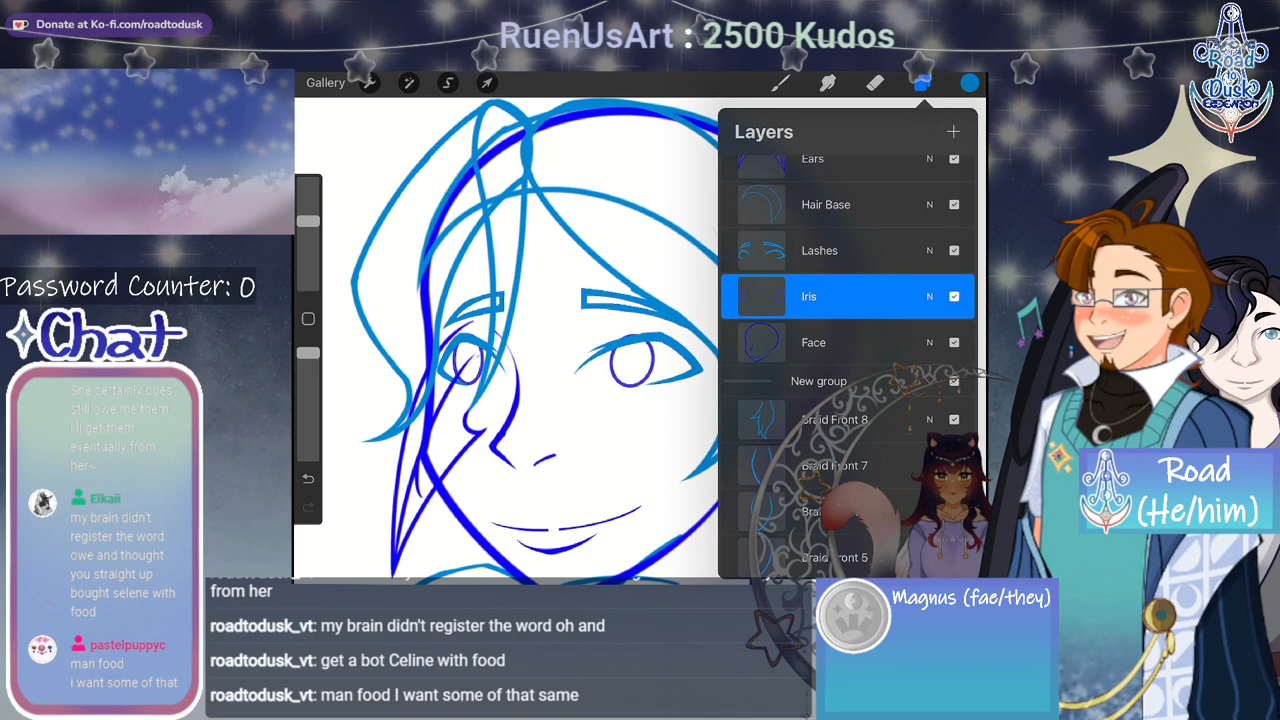 Donate at Ko-fi.com/roadtodusk
RuenUsArt : 2500 Kudos
Road
to
Dusk
Gallery
Layers
Ears
N
Hair Base
N
Lashes
N
Iris
N
Face
N
New group
Braid Front 8
N
Braid Front 7
Braid Front 5
Password Counter: 0
Chat
She certainly does
still owe me them
I'll get them
eventually from
her~
Elkaii
my brain didn't
register the word
owe and thought
you straight up
bought selene with
food
pastelpuppyc
man food
i want some of that
from her
roadtodusk_vt: my brain didn't register the word oh and
roadtodusk_vt: get a bot Celine with food
roadtodusk_vt: man food I want some of that same
Road
(He/him)
Magnus (fae/they)